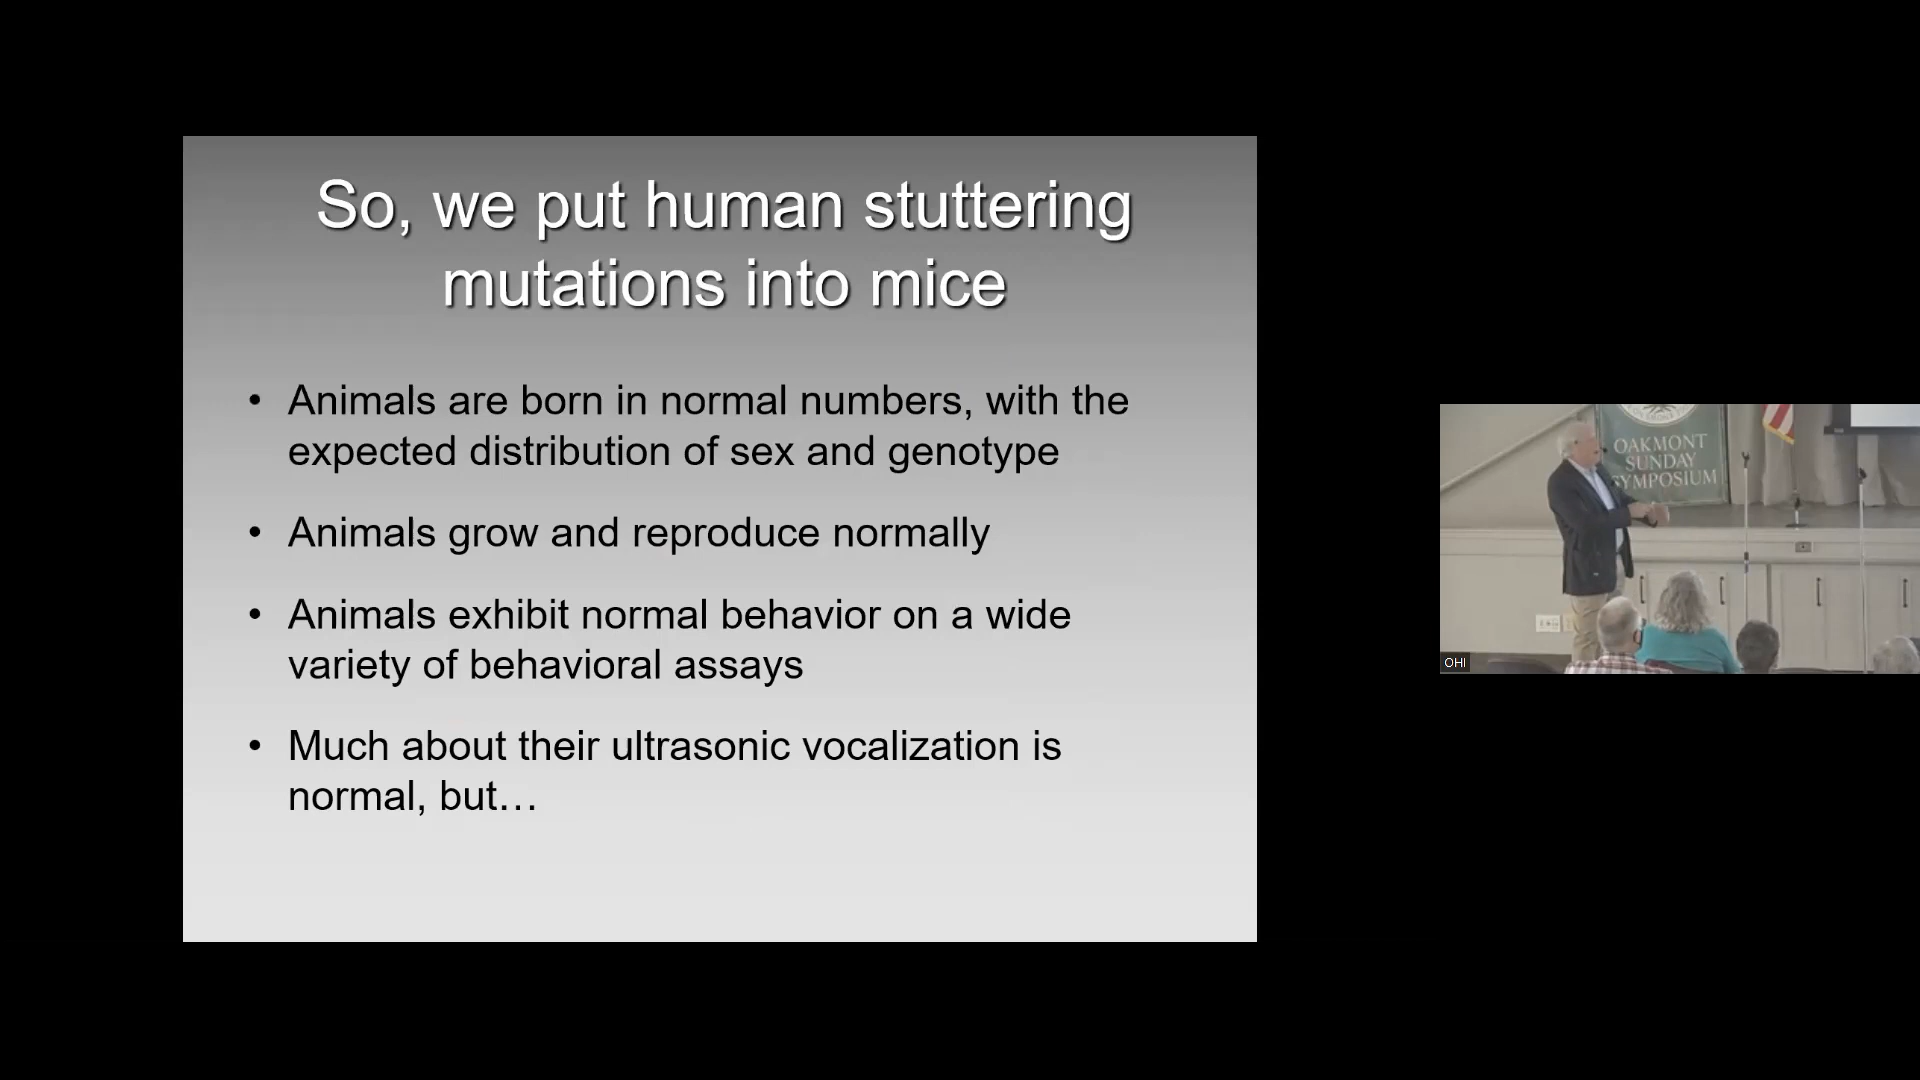 So, we put human stuttering
mutations into mice
• Animals are born in normal numbers, with the
expected distribution of sex and genotype
• Animals grow and reproduce normally
• Animals exhibit normal behavior on a wide
variety of behavioral assays
• Much about their ultrasonic vocalization is
normal, but…
OAKMONT
SUNDAY
SYMPOSIUM
OHI